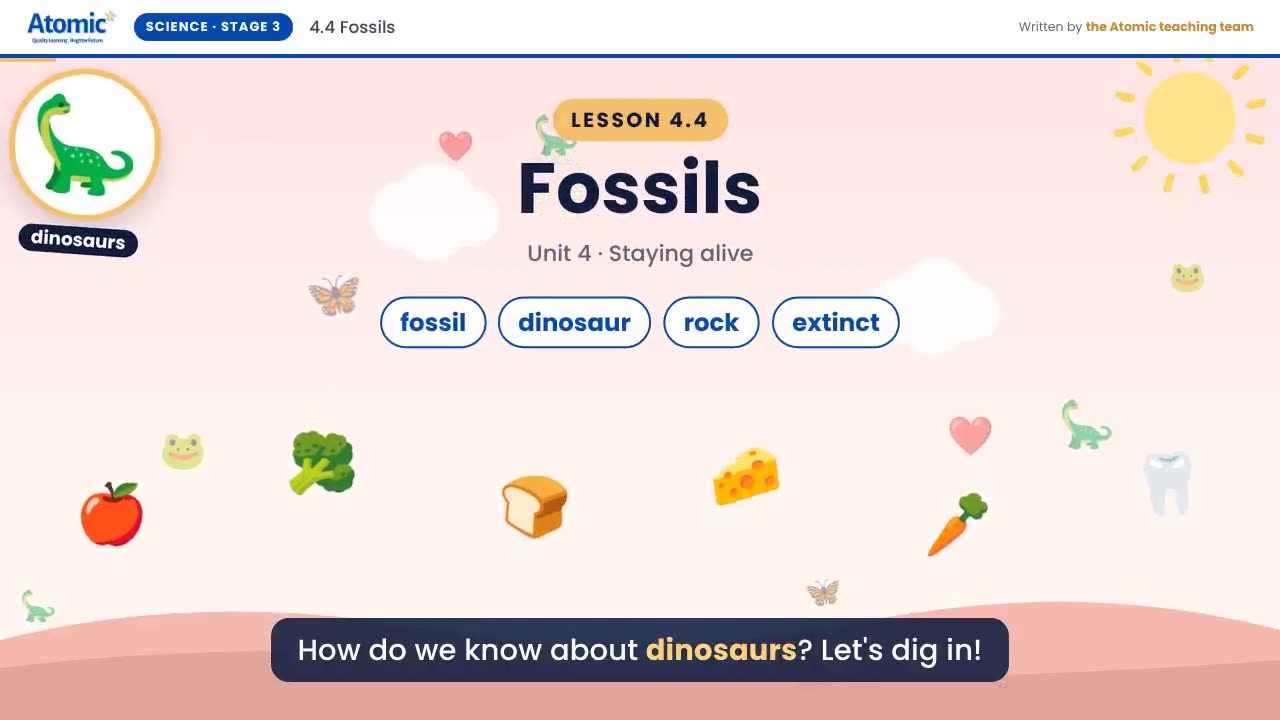 Atomic
Quality Learning · Brighter Future
SCIENCE · STAGE 3
4.4 Fossils
Written by the Atomic teaching team
dinosaurs
LESSON 4.4
Fossils
Unit 4 · Staying alive
fossil
dinosaur
rock
extinct
How do we know about dinosaurs? Let's dig in!